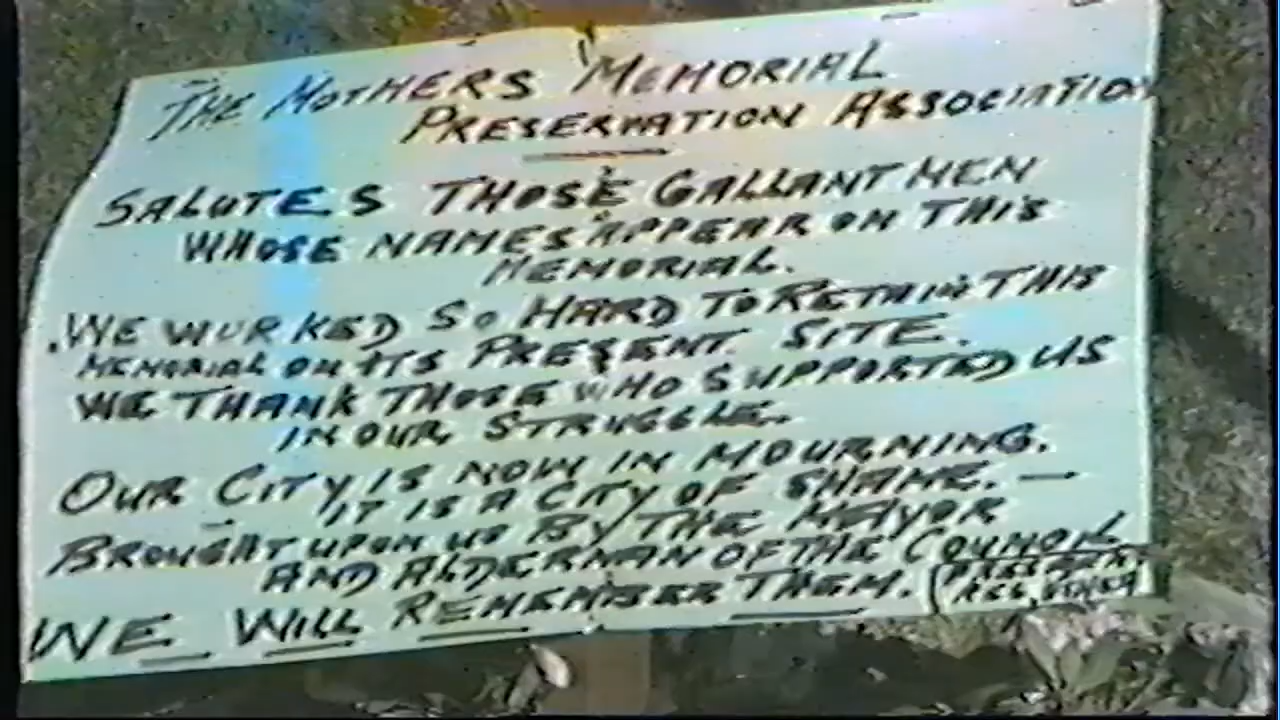 THE MOTHERS MEMORIAL
PRESERVATION ASSOCIATION
SALUTES THOSE GALLANT MEN
WHOSE NAMES APPEAR ON THIS
MEMORIAL.
WE WORKED SO HARD TO RETAIN THIS
MEMORIAL ON ITS PRESENT SITE.
WE THANK THOSE WHO SUPPORTED US
IN OUR STRUGGLE.
OUR CITY IS NOW IN MOURNING.
IT IS A CITY OF SHAME. —
BROUGHT UPON US BY THE MAYOR
AND ALDERMAN OF THE COUNCIL
WE WILL REMEMBER THEM.